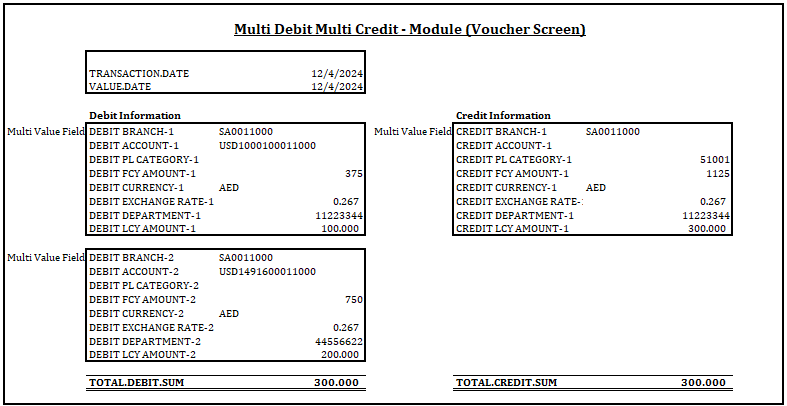 Multi Debit Multi Credit - Module (Voucher Screen)
TRANSACTION.DATE 12/4/2024
VALUE.DATE 12/4/2024
Debit Information
Multi Value Field DEBIT BRANCH-1 SA0011000
DEBIT ACCOUNT-1 USD1000100011000
DEBIT PL CATEGORY-1
DEBIT FCY AMOUNT-1 375
DEBIT CURRENCY-1 AED
DEBIT EXCHANGE RATE-1 0.267
DEBIT DEPARTMENT-1 11223344
DEBIT LCY AMOUNT-1 100.000
Multi Value Field DEBIT BRANCH-2 SA0011000
DEBIT ACCOUNT-2 USD1491600011000
DEBIT PL CATEGORY-2
DEBIT FCY AMOUNT-2 750
DEBIT CURRENCY-2 AED
DEBIT EXCHANGE RATE-2 0.267
DEBIT DEPARTMENT-2 44556622
DEBIT LCY AMOUNT-2 200.000
TOTAL.DEBIT.SUM 300.000
Credit Information
Multi Value Field CREDIT BRANCH-1 SA0011000
CREDIT ACCOUNT-1
CREDIT PL CATEGORY-1 51001
CREDIT FCY AMOUNT-1 1125
CREDIT CURRENCY-1 AED
CREDIT EXCHANGE RATE- 0.267
CREDIT DEPARTMENT-1 11223344
CREDIT LCY AMOUNT-1 300.000
TOTAL.CREDIT.SUM 300.000